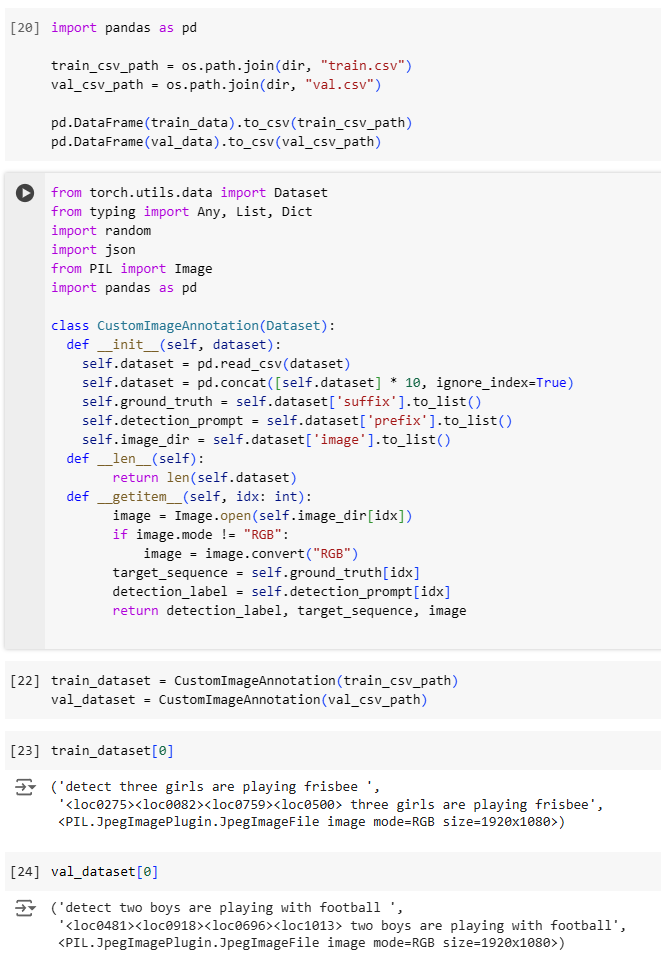 [20] import pandas as pd
train_csv_path = os.path.join(dir, "train.csv")
val_csv_path = os.path.join(dir, "val.csv")
pd.DataFrame(train_data).to_csv(train_csv_path)
pd.DataFrame(val_data).to_csv(val_csv_path)
from torch.utils.data import Dataset
from typing import Any, List, Dict
import random
import json
from PIL import Image
import pandas as pd
class CustomImageAnnotation(Dataset):
  def __init__(self, dataset):
    self.dataset = pd.read_csv(dataset)
    self.dataset = pd.concat([self.dataset] * 10, ignore_index=True)
    self.ground_truth = self.dataset['suffix'].to_list()
    self.detection_prompt = self.dataset['prefix'].to_list()
    self.image_dir = self.dataset['image'].to_list()
  def __len__(self):
        return len(self.dataset)
  def __getitem__(self, idx: int):
        image = Image.open(self.image_dir[idx])
        if image.mode != "RGB":
            image = image.convert("RGB")
        target_sequence = self.ground_truth[idx]
        detection_label = self.detection_prompt[idx]
        return detection_label, target_sequence, image
[22] train_dataset = CustomImageAnnotation(train_csv_path)
val_dataset = CustomImageAnnotation(val_csv_path)
[23] train_dataset[0]
('detect three girls are playing frisbee ',
 '<loc0275><loc0082><loc0759><loc0500> three girls are playing frisbee',
 <PIL.JpegImagePlugin.JpegImageFile image mode=RGB size=1920x1080>)
[24] val_dataset[0]
('detect two boys are playing with football ',
 '<loc0481><loc0918><loc0696><loc1013> two boys are playing with football',
 <PIL.JpegImagePlugin.JpegImageFile image mode=RGB size=1920x1080>)